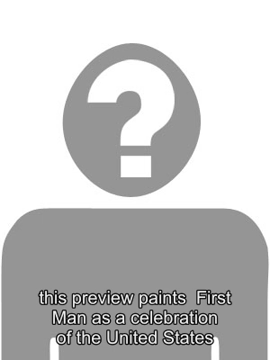 ?
this preview paints First
Man as a celebration
of the United States